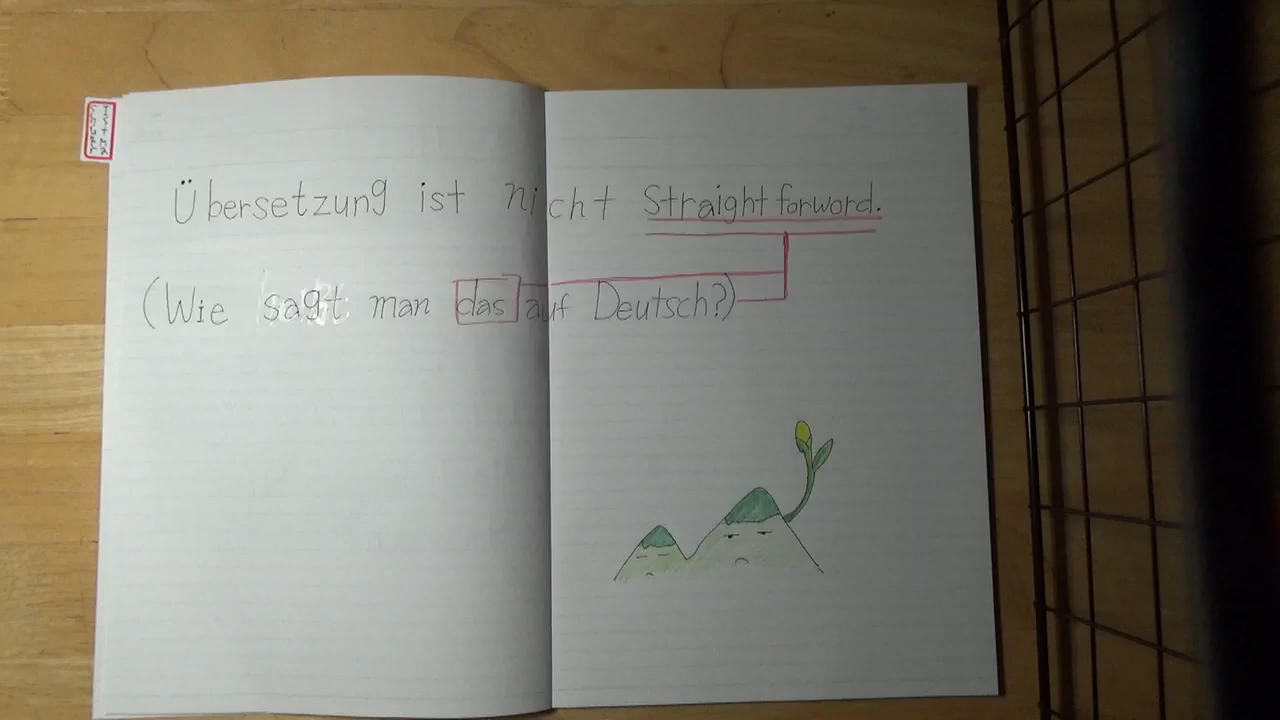 Übersetzung ist nicht Straight forword.
(Wie sagt man das auf Deutsch?)